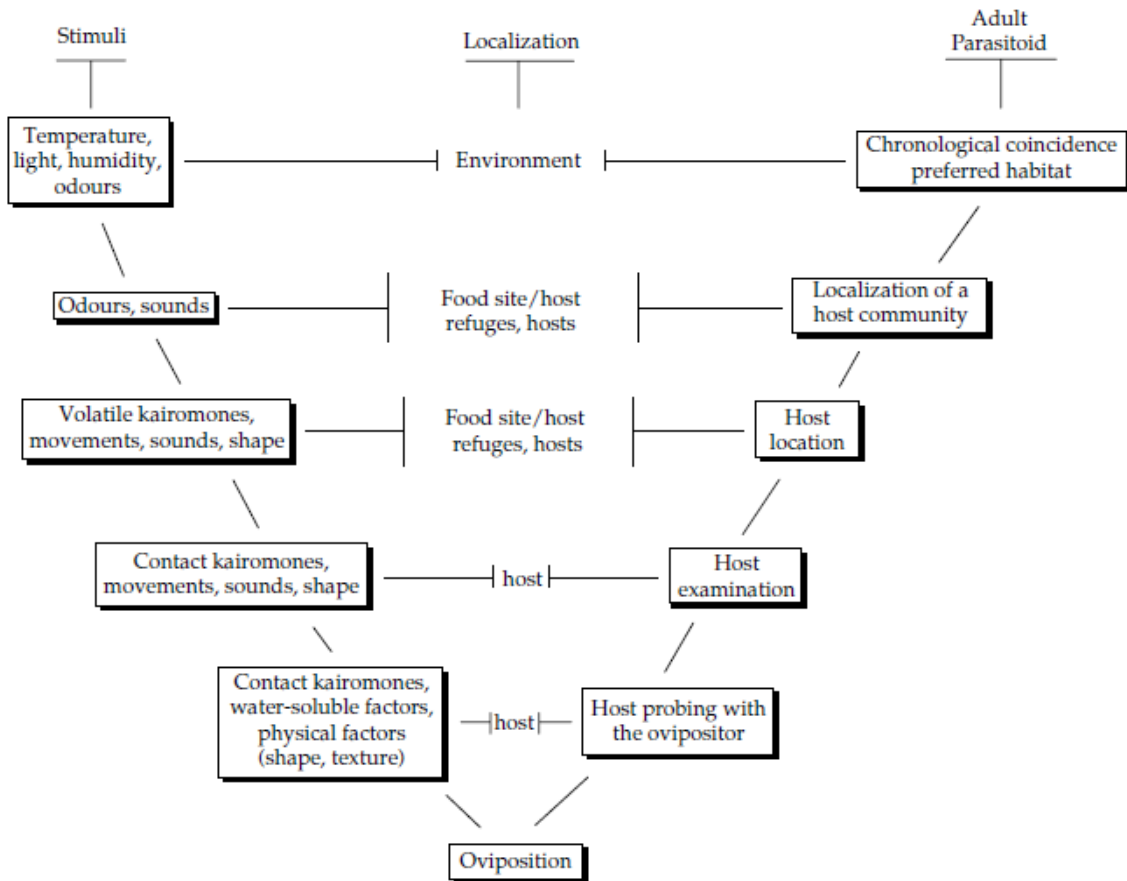 Stimuli
Localization
Adult
Parasitoid
Temperature,
light, humidity,
odours
Environment
Chronological coincidence
preferred habitat
Odours, sounds
Food site/host
refuges, hosts
Localization of a
host community
Volatile kairomones,
movements, sounds, shape
Food site/host
refuges, hosts
Host
location
Contact kairomones,
movements, sounds, shape
host
Host
examination
Contact kairomones,
water-soluble factors,
physical factors
(shape, texture)
host
Host probing with
the ovipositor
Oviposition